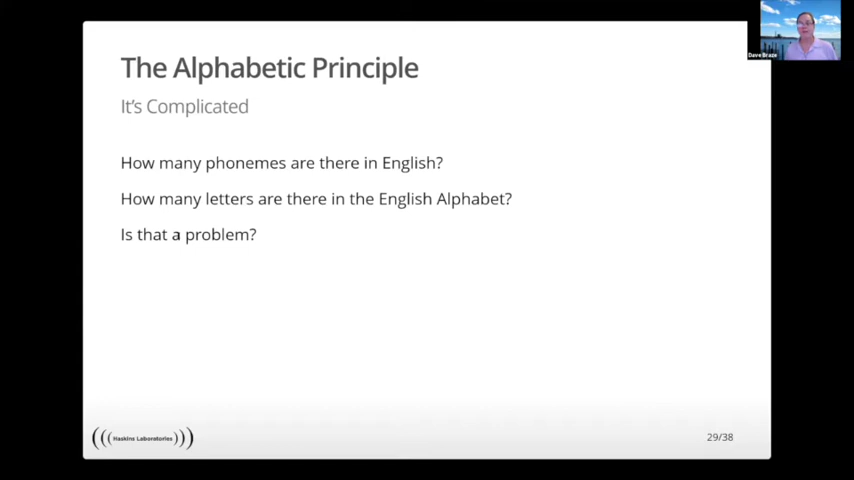 The Alphabetic Principle
It's Complicated
How many phonemes are there in English?
How many letters are there in the English Alphabet?
Is that a problem?
Haskins Laboratories
29/38
Dave Braze